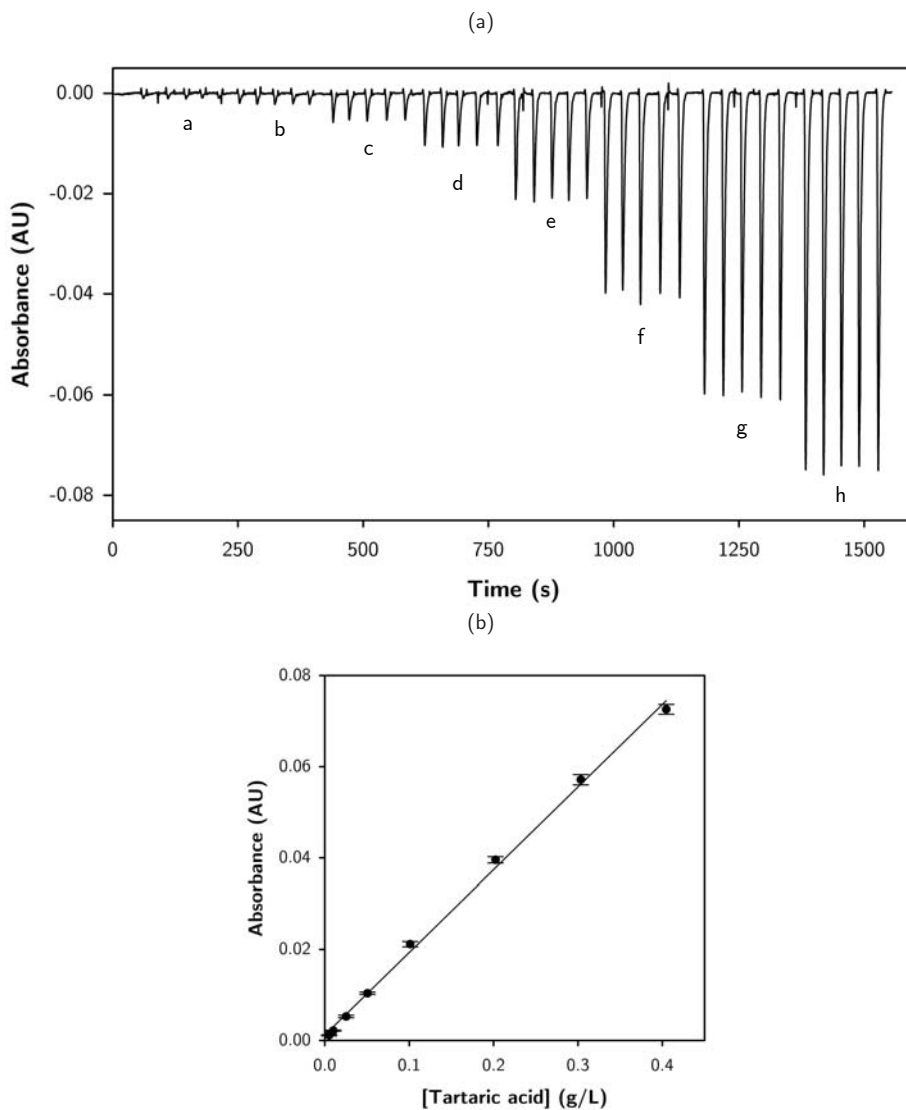 (a)
0.00
-0.02
-0.04
-0.06
-0.08
Absorbance (AU)
a
b
c
d
e
f
g
h
0
250
500
750
1000
1250
1500
Time (s)
(b)
0.08
0.06
0.04
0.02
0.00
Absorbance (AU)
0.0
0.1
0.2
0.3
0.4
[Tartaric acid] (g/L)